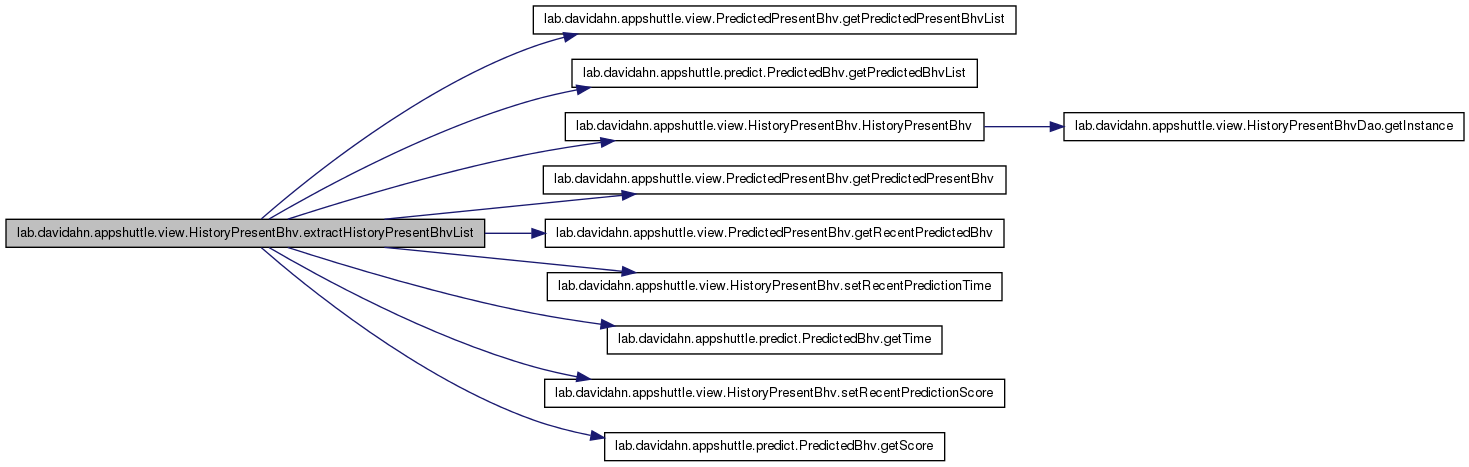 lab.davidahn.appshuttle.view.PredictedPresentBhv.getPredictedPresentBhvList
lab.davidahn.appshuttle.predict.PredictedBhv.getPredictedBhvList
lab.davidahn.appshuttle.view.HistoryPresentBhv.HistoryPresentBhv
lab.davidahn.appshuttle.view.HistoryPresentBhvDao.getInstance
lab.davidahn.appshuttle.view.PredictedPresentBhv.getPredictedPresentBhv
lab.davidahn.appshuttle.view.HistoryPresentBhv.extractHistoryPresentBhvList
lab.davidahn.appshuttle.view.PredictedPresentBhv.getRecentPredictedBhv
lab.davidahn.appshuttle.view.HistoryPresentBhv.setRecentPredictionTime
lab.davidahn.appshuttle.predict.PredictedBhv.getTime
lab.davidahn.appshuttle.view.HistoryPresentBhv.setRecentPredictionScore
lab.davidahn.appshuttle.predict.PredictedBhv.getScore